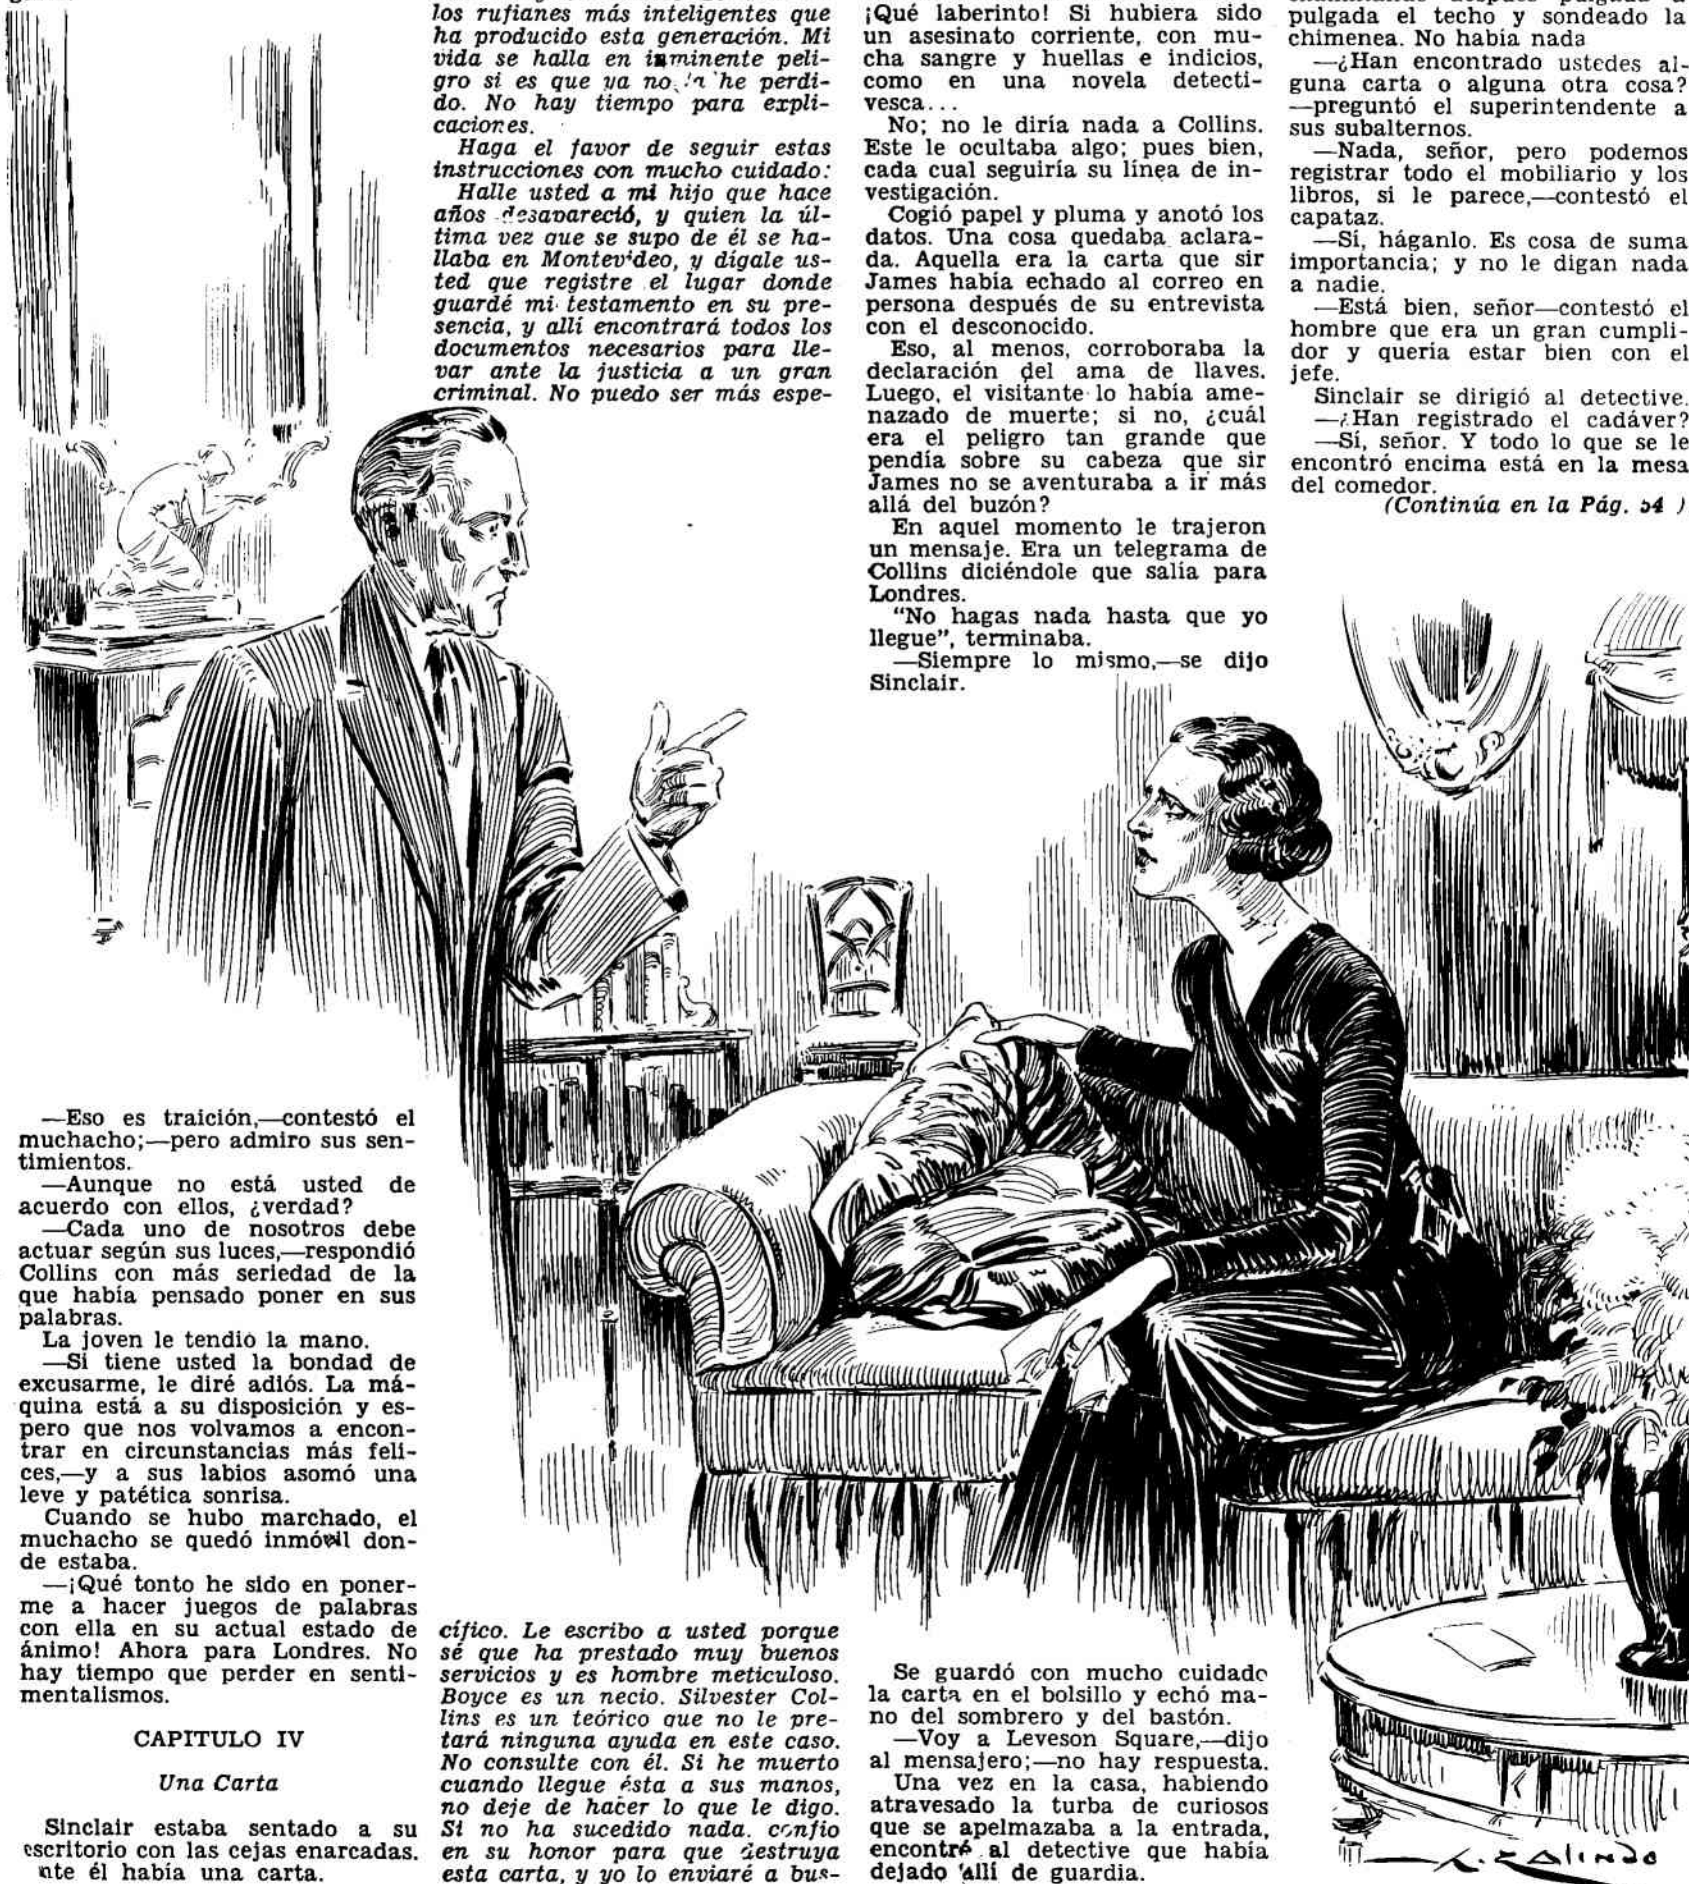 —Eso es traición,—contestó el
muchacho;—pero admiro sus sen-
timientos.
—Aunque no está usted de
acuerdo con ellos, ¿verdad?
—Cada uno de nosotros debe
actuar según sus luces,—respondió
Collins con más seriedad de la
que había pensado poner en sus
palabras.
La joven le tendió la mano.
—Si tiene usted la bondad de
excusarme, le diré adiós. La má-
quina está a su disposición y es-
pero que nos volvamos a encon-
trar en circunstancias más feli-
ces,—y a sus labios asomó una
leve y patética sonrisa.
Cuando se hubo marchado, el
muchacho se quedó inmóvil don-
de estaba.
—¡Qué tonto he sido en poner-
me a hacer juegos de palabras
con ella en su actual estado de
ánimo! Ahora para Londres. No
hay tiempo que perder en senti-
mentalismos.
CAPITULO IV
Una Carta
Sinclair estaba sentado a su
escritorio con las cejas enarcadas.
nte él había una carta.
los rufianes más inteligentes que
ha producido esta generación. Mi
vida se halla en inminente peli-
gro si es que ya no la he perdi-
do. No hay tiempo para expli-
caciones.
Haga el favor de seguir estas
instrucciones con mucho cuidado:
Halle usted a mi hijo que hace
años desapareció, y quien la úl-
tima vez que se supo de él se ha-
llaba en Montevideo, y dígale us-
ted que registre el lugar donde
guardé mi testamento en su pre-
sencia, y allí encontrará todos los
documentos necesarios para lle-
var ante la justicia a un gran
criminal. No puedo ser más espe-
cífico. Le escribo a usted porque
sé que ha prestado muy buenos
servicios y es hombre meticuloso.
Boyce es un necio. Silvester Col-
lins es un teórico que no le pre-
tará ninguna ayuda en este caso.
No consulte con él. Si he muerto
cuando llegue ésta a sus manos,
no deje de hacer lo que le digo.
Si no ha sucedido nada, confío
en su honor para que destruya
esta carta, y yo lo enviaré a bus-
¡Qué laberinto! Si hubiera sido
un asesinato corriente, con mu-
cha sangre y huellas e indicios,
como en una novela detecti-
vesca...
No; no le diría nada a Collins.
Este le ocultaba algo; pues bien,
cada cual seguiría su línea de in-
vestigación.
Cogió papel y pluma y anotó los
datos. Una cosa quedaba aclara-
da. Aquella era la carta que sir
James había echado al correo en
persona después de su entrevista
con el desconocido.
Eso, al menos, corroboraba la
declaración del ama de llaves.
Luego, el visitante lo había ame-
nazado de muerte; si no, ¿cuál
era el peligro tan grande que
pendía sobre su cabeza que sir
James no se aventuraba a ir más
allá del buzón?
En aquel momento le trajeron
un mensaje. Era un telegrama de
Collins diciéndole que salía para
Londres.
“No hagas nada hasta que yo
llegue”, terminaba.
—Siempre lo mismo,—se dijo
Sinclair.
Se guardó con mucho cuidado
la carta en el bolsillo y echó ma-
no del sombrero y del bastón.
—Voy a Leveson Square,—dijo
al mensajero;—no hay respuesta.
Una vez en la casa, habiendo
atravesado la turba de curiosos
que se apelmazaba a la entrada,
encontré al detective que había
dejado allí de guardia.
pulgada el techo y sondeado la
chimenea. No había nada
—¿Han encontrado ustedes al-
guna carta o alguna otra cosa?
—preguntó el superintendente a
sus subalternos.
—Nada, señor, pero podemos
registrar todo el mobiliario y los
libros, si le parece,—contestó el
capataz.
—Sí, háganlo. Es cosa de suma
importancia; y no le digan nada
a nadie.
—Está bien, señor—contestó el
hombre que era un gran cumpli-
dor y quería estar bien con el
jefe.
Sinclair se dirigió al detective.
—¿Han registrado el cadáver?
—Sí, señor. Y todo lo que se le
encontró encima está en la mesa
del comedor.
(Continúa en la Pág. 54 )